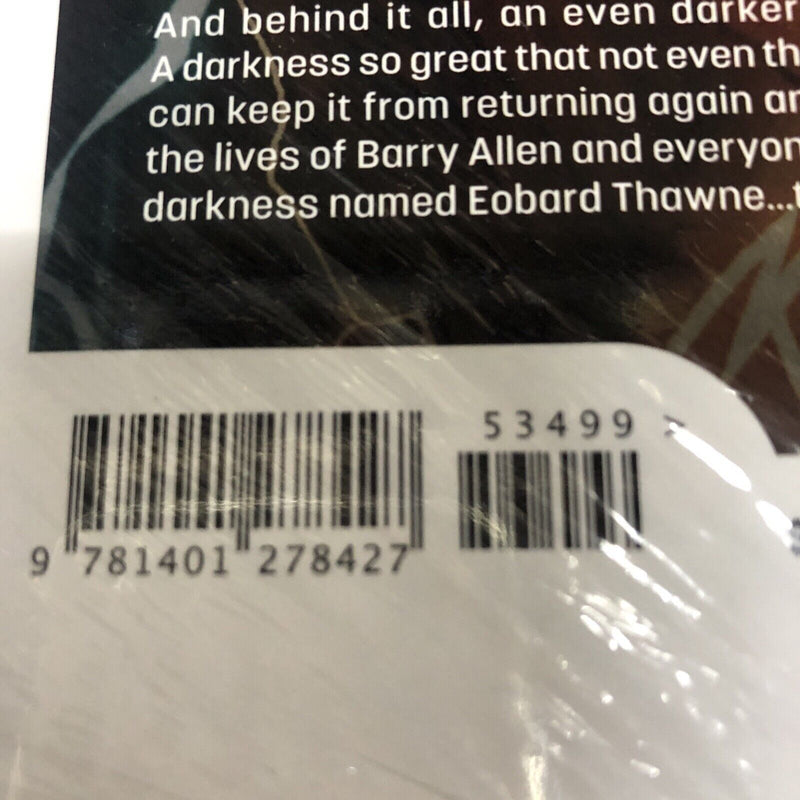 And behind it all, an even darker
A darkness so great that not even th
can keep it from returning again ar
the lives of Barry Allen and everyon
darkness named Eobard Thawne...t
53499 >
9 781401 278427